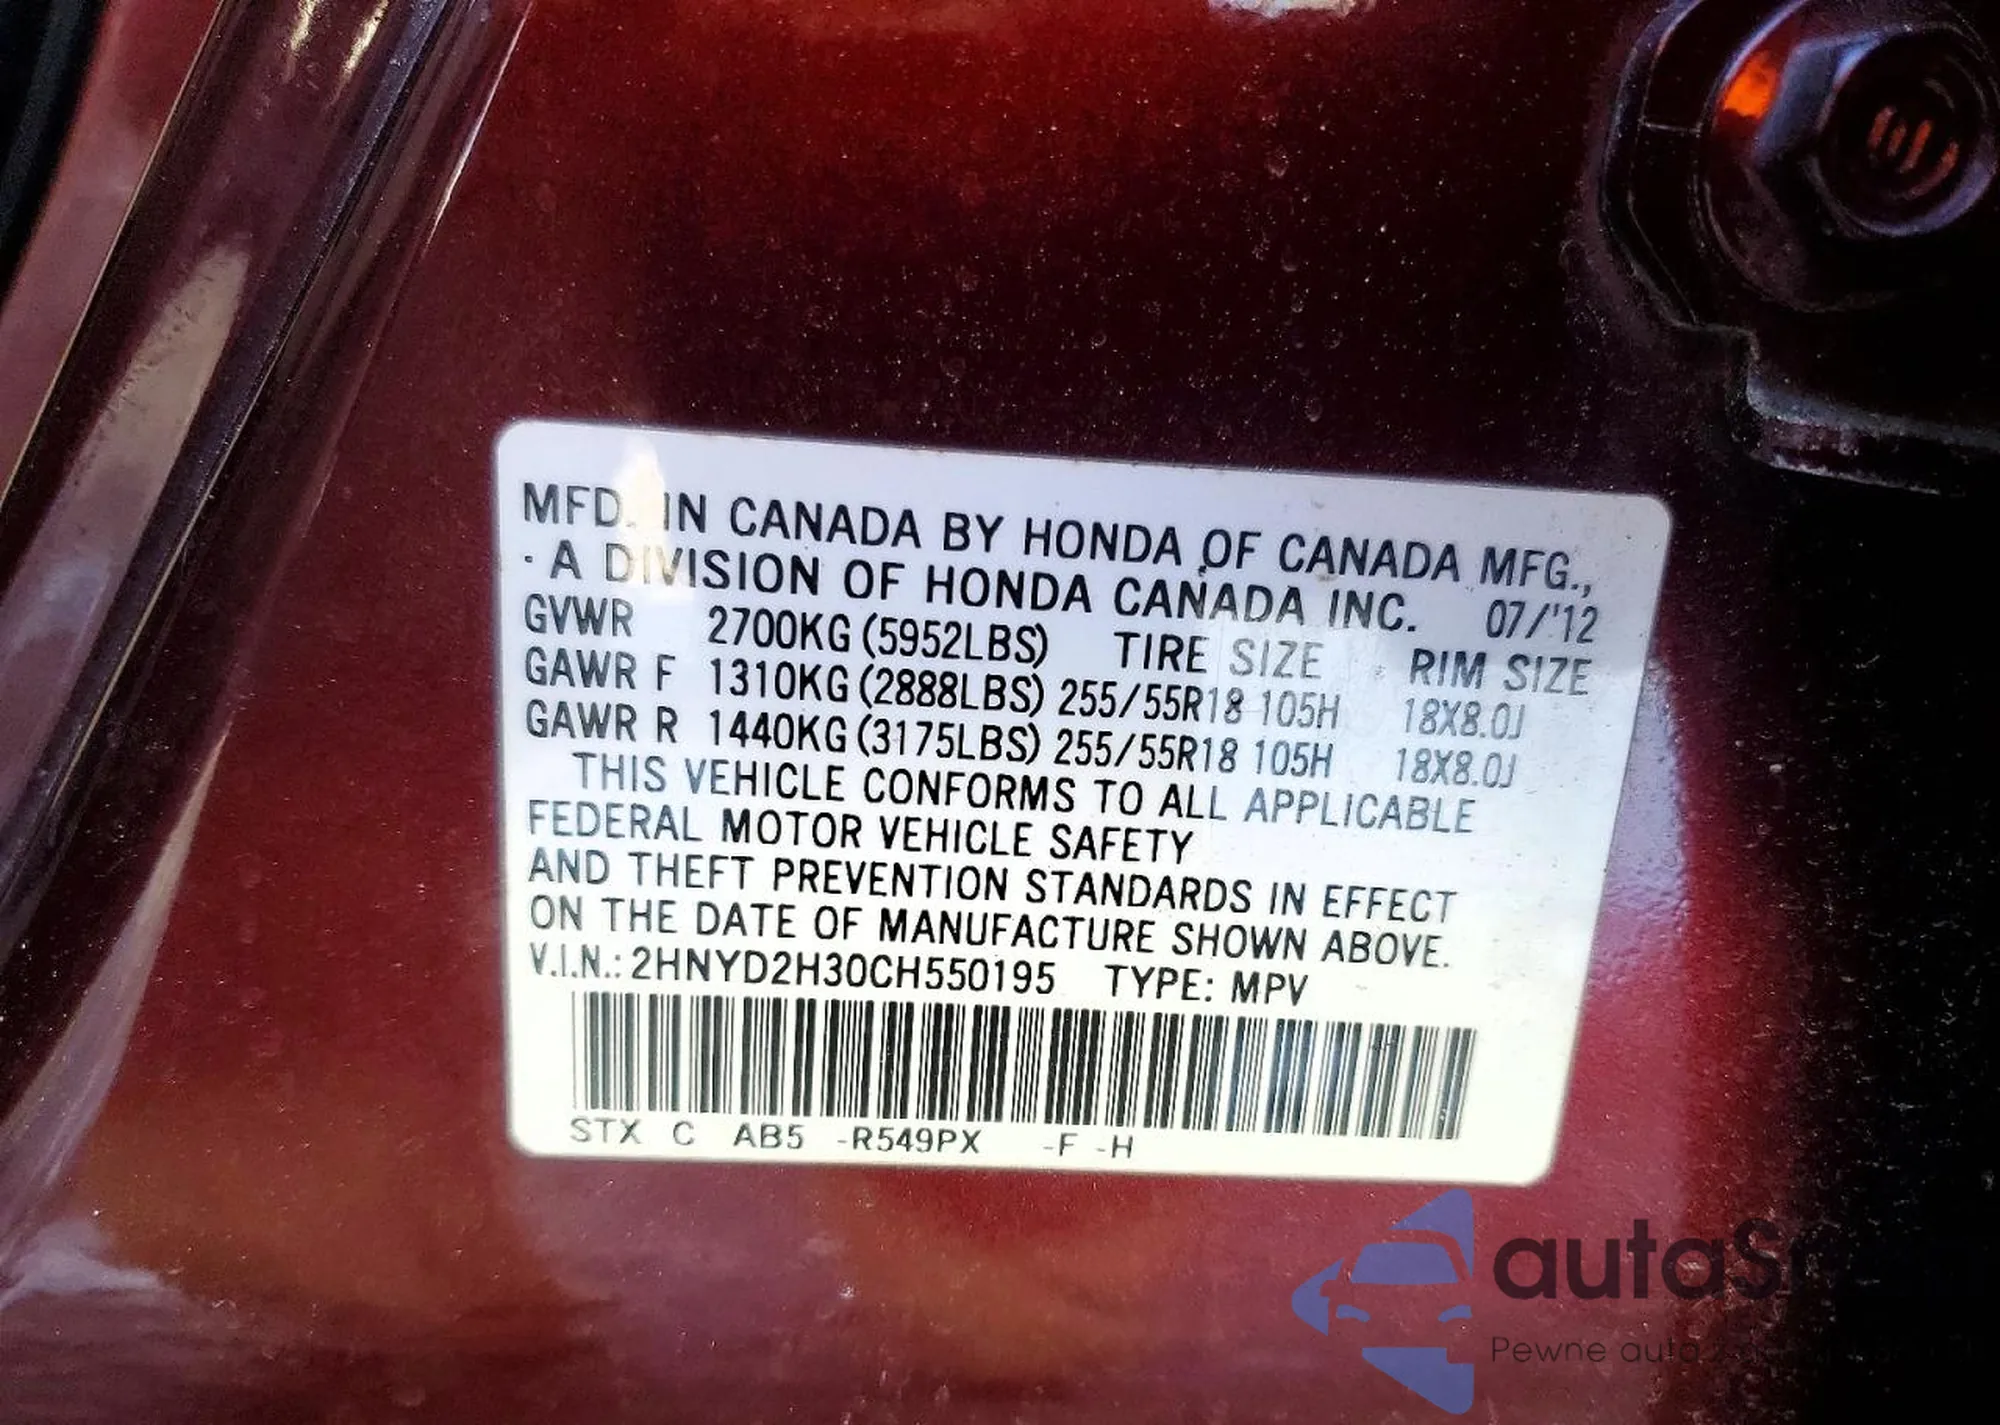 MFD. IN CANADA BY HONDA OF CANADA MFG.,
· A DIVISION OF HONDA CANADA INC. 07/'12
GVWR 2700KG (5952LBS) TIRE SIZE RIM SIZE
GAWR F 1310KG (2888LBS) 255/55R18 105H 18X8.0J
GAWR R 1440KG (3175LBS) 255/55R18 105H 18X8.0J
THIS VEHICLE CONFORMS TO ALL APPLICABLE
FEDERAL MOTOR VEHICLE SAFETY
AND THEFT PREVENTION STANDARDS IN EFFECT
ON THE DATE OF MANUFACTURE SHOWN ABOVE.
V.I.N.: 2HNYD2H30CH550195 TYPE: MPV
STX C AB5 -R549PX -F -H
Pewne auta